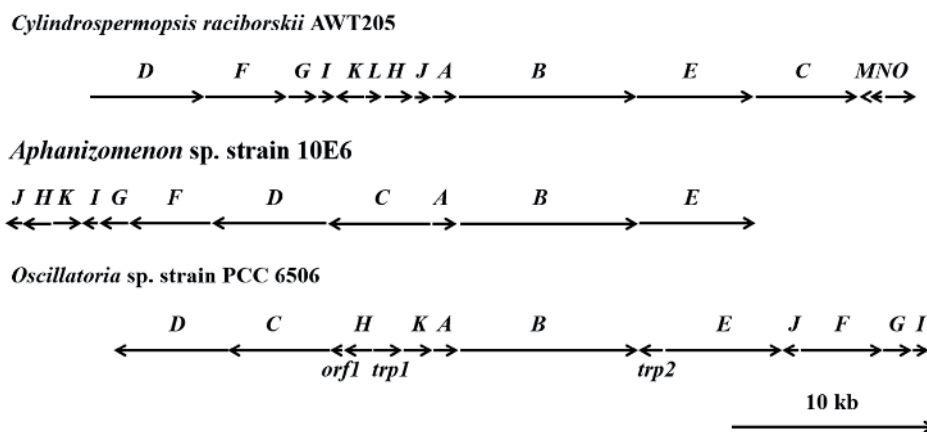 Cylindrospermopsis raciborskii AWT205
D F G I K L H J A B E C MNO
Aphanizomenon sp. strain 10E6
J H K I G F D C A B E
Oscillatoria sp. strain PCC 6506
D C H K A B E J F G I
orf1 trp1 trp2
10 kb